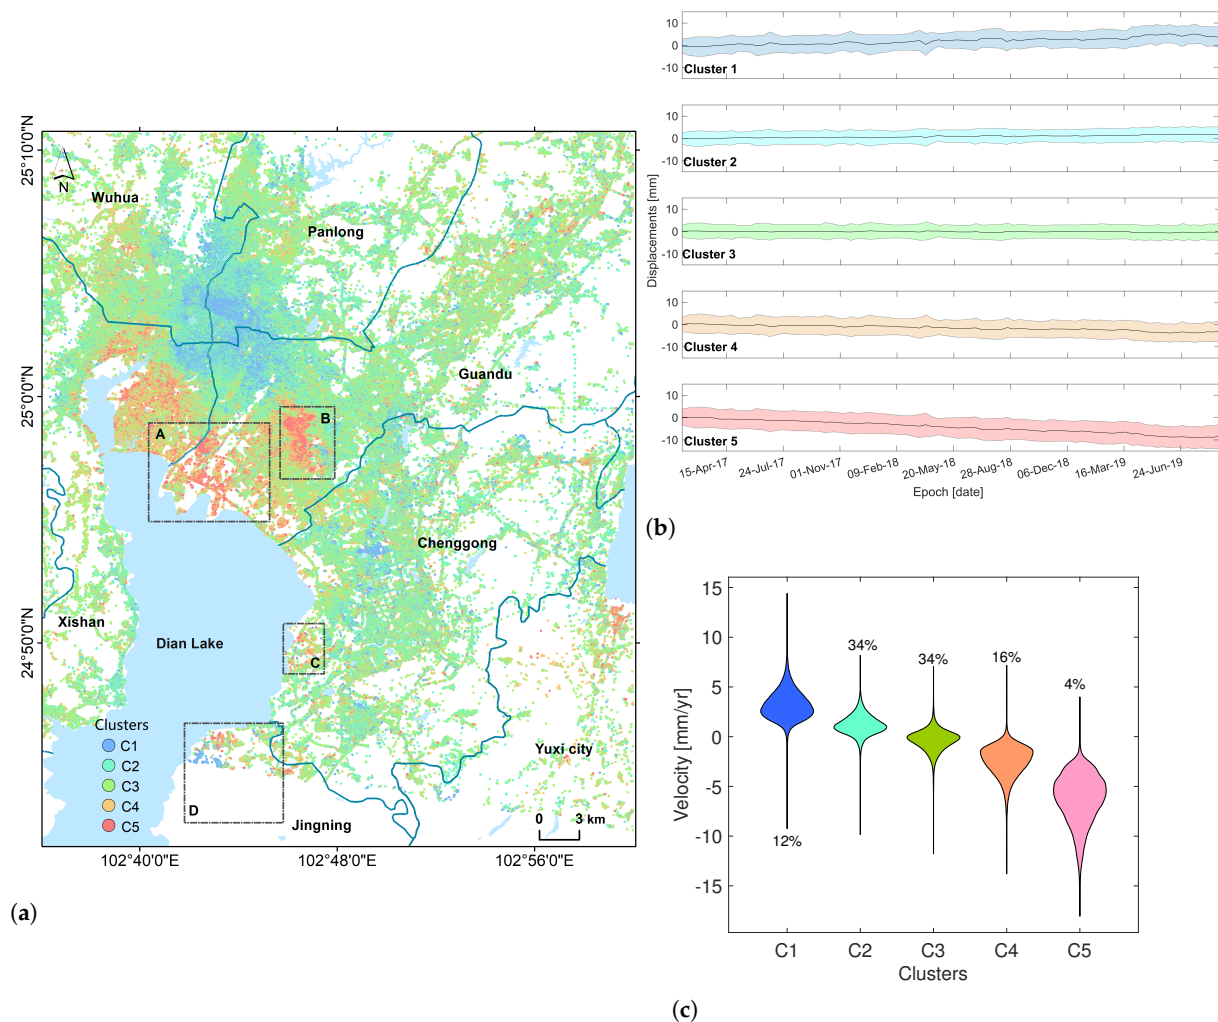 25°10'0"N
25°0'0"N
24°50'0"N
N
Wuhua
Panlong
Guandu
A
B
Chenggong
Xishan
Dian Lake
C
Clusters
C1
C2
C3
C4
C5
D
Yuxi city
Jingning
0 3 km
102°40'0"E 102°48'0"E 102°56'0"E
(a)
10
0
-10
Cluster 1
10
0
-10
Cluster 2
10
0
-10
Cluster 3
10
0
-10
Cluster 4
10
0
-10
Cluster 5
Displacements [mm]
15-Apr-17 24-Jul-17 01-Nov-17 09-Feb-18 20-May-18 28-Aug-18 06-Dec-18 16-Mar-19 24-Jun-19
Epoch [date]
(b)
15
10
5
0
-5
-10
-15
Velocity [mm/yr]
12%
34%
34%
16%
4%
C1 C2 C3 C4 C5
Clusters
(c)